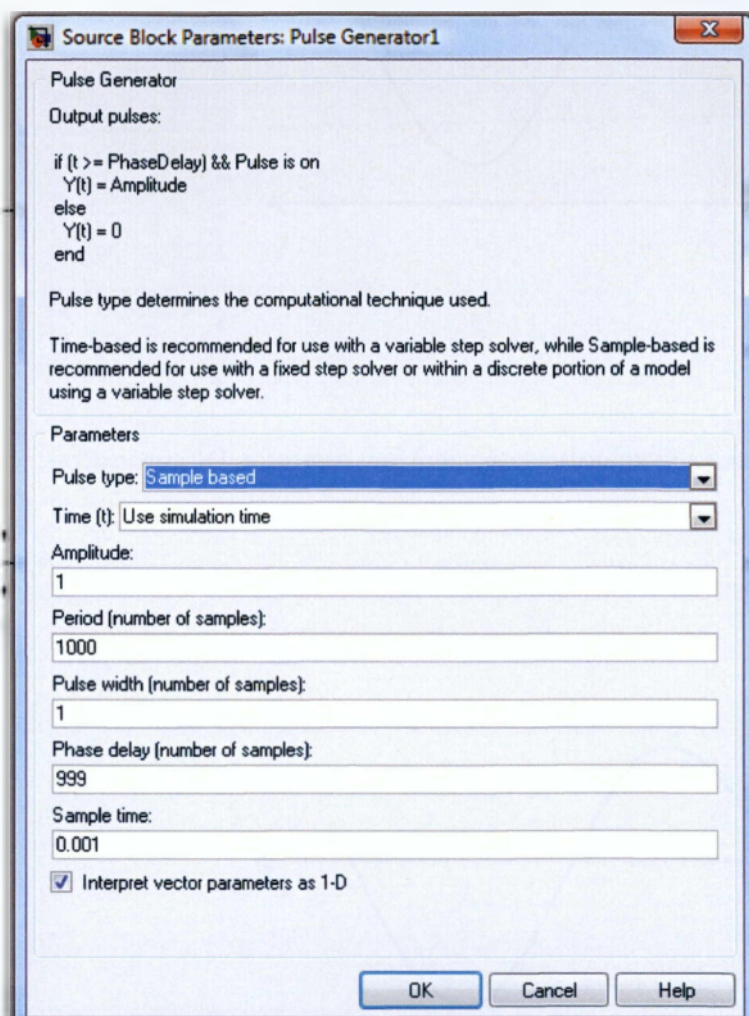 Source Block Parameters: Pulse Generator1
Pulse Generator
Output pulses:
if (t >= PhaseDelay) && Pulse is on
Y(t) = Amplitude
else
Y(t) = 0
end
Pulse type determines the computational technique used.
Time-based is recommended for use with a variable step solver, while Sample-based is
recommended for use with a fixed step solver or within a discrete portion of a model
using a variable step solver.
Parameters
Pulse type: Sample based
Time (t): Use simulation time
Amplitude:
1
Period (number of samples):
1000
Pulse width (number of samples):
1
Phase delay (number of samples):
999
Sample time:
0.001
Interpret vector parameters as 1-D
OK Cancel Help